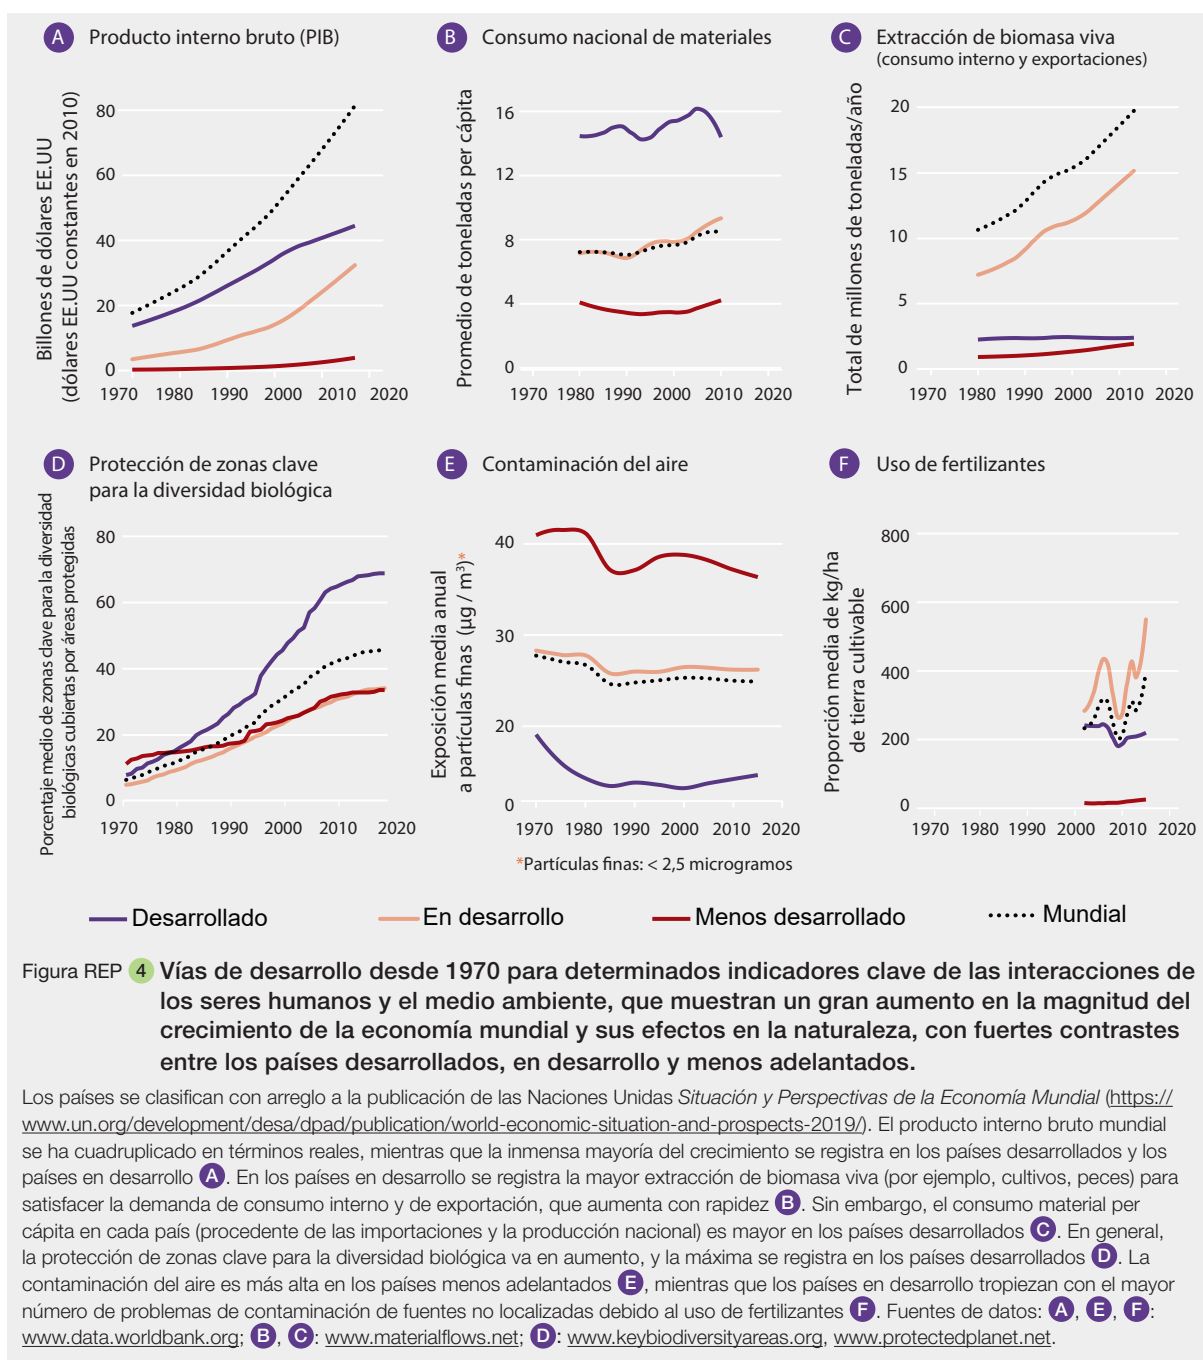 A Producto interno bruto (PIB)
Billones de dólares EE.UU
(dólares EE.UU constantes en 2010)
80
60
40
20
0
1970 1980 1990 2000 2010 2020
B Consumo nacional de materiales
Promedio de toneladas per cápita
16
12
8
4
0
1970 1980 1990 2000 2010 2020
C Extracción de biomasa viva
(consumo interno y exportaciones)
Total de millones de toneladas/año
20
15
10
5
0
1970 1980 1990 2000 2010 2020
D Protección de zonas clave
para la diversidad biológica
Porcentaje medio de zonas clave para la diversidad
biológicas cubiertas por áreas protegidas
80
60
40
20
0
1970 1980 1990 2000 2010 2020
E Contaminación del aire
Exposición media anual
a partículas finas (µg / m³)*
40
30
20
0
1970 1980 1990 2000 2010 2020
*Partículas finas: < 2,5 microgramos
F Uso de fertilizantes
Proporción media de kg/ha
de tierra cultivable
800
600
400
200
0
1970 1980 1990 2000 2010 2020
Desarrollado En desarrollo Menos desarrollado Mundial
Figura REP 4 Vías de desarrollo desde 1970 para determinados indicadores clave de las interacciones de
los seres humanos y el medio ambiente, que muestran un gran aumento en la magnitud del
crecimiento de la economía mundial y sus efectos en la naturaleza, con fuertes contrastes
entre los países desarrollados, en desarrollo y menos adelantados.
Los países se clasifican con arreglo a la publicación de las Naciones Unidas Situación y Perspectivas de la Economía Mundial (https://
www.un.org/development/desa/dpad/publication/world-economic-situation-and-prospects-2019/). El producto interno bruto mundial
se ha cuadruplicado en términos reales, mientras que la inmensa mayoría del crecimiento se registra en los países desarrollados y los
países en desarrollo A. En los países en desarrollo se registra la mayor extracción de biomasa viva (por ejemplo, cultivos, peces) para
satisfacer la demanda de consumo interno y de exportación, que aumenta con rapidez B. Sin embargo, el consumo material per
cápita en cada país (procedente de las importaciones y la producción nacional) es mayor en los países desarrollados C. En general,
la protección de zonas clave para la diversidad biológica va en aumento, y la máxima se registra en los países desarrollados D. La
contaminación del aire es más alta en los países menos adelantados E, mientras que los países en desarrollo tropiezan con el mayor
número de problemas de contaminación de fuentes no localizadas debido al uso de fertilizantes F. Fuentes de datos: A, E, F:
www.data.worldbank.org; B, C: www.materialflows.net; D: www.keybiodiversityareas.org, www.protectedplanet.net.